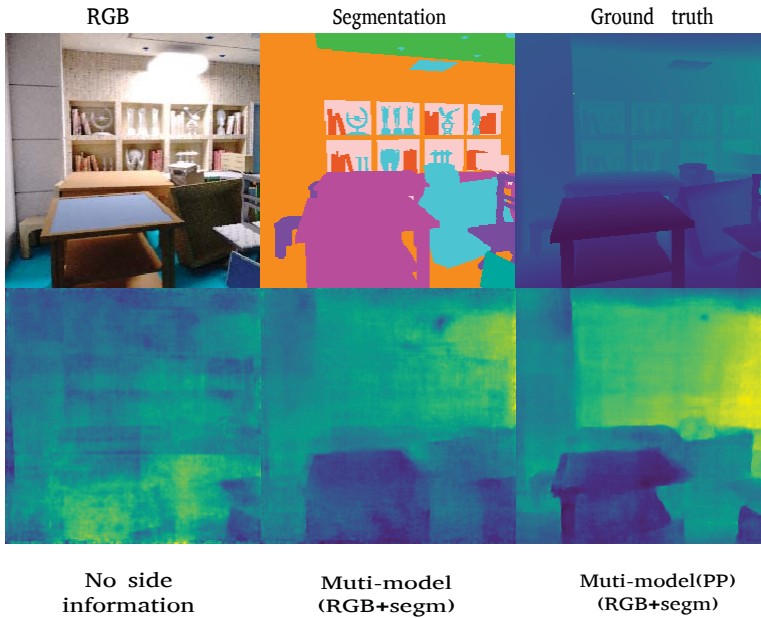 RGB
Segmentation
Ground truth
No side
information
Muti-model
(RGB+segm)
Muti-model(PP)
(RGB+segm)